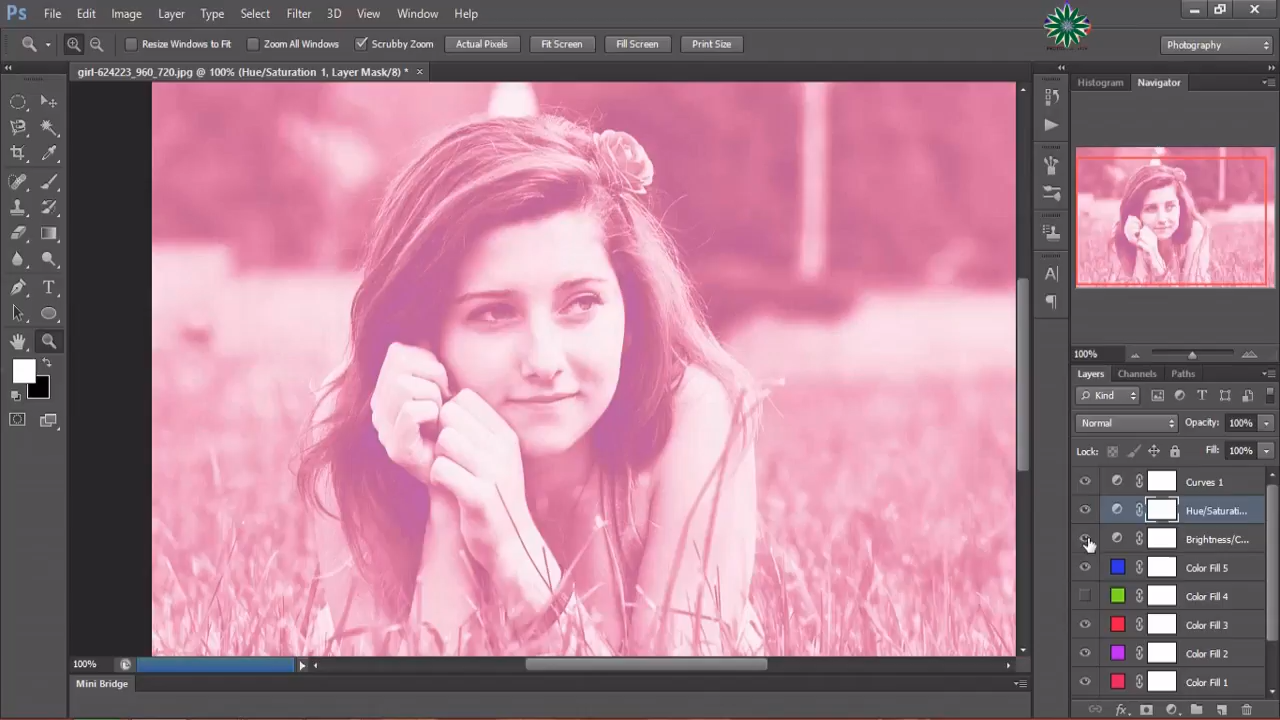 Ps File Edit Image Layer Type Select Filter 3D View Window Help
Resize Windows to Fit Zoom All Windows Scrubby Zoom Actual Pixels Fit Screen Fill Screen Print Size Photography
girl-624223_960_720.jpg @ 100% (Hue/Saturation 1, Layer Mask/8) *
Histogram Navigator
100%
Layers Channels Paths
Kind
Normal Opacity: 100%
Lock: Fill: 100%
Curves 1
Hue/Saturati...
Brightness/C...
Color Fill 5
Color Fill 4
Color Fill 3
Color Fill 2
Color Fill 1
100%
Mini Bridge